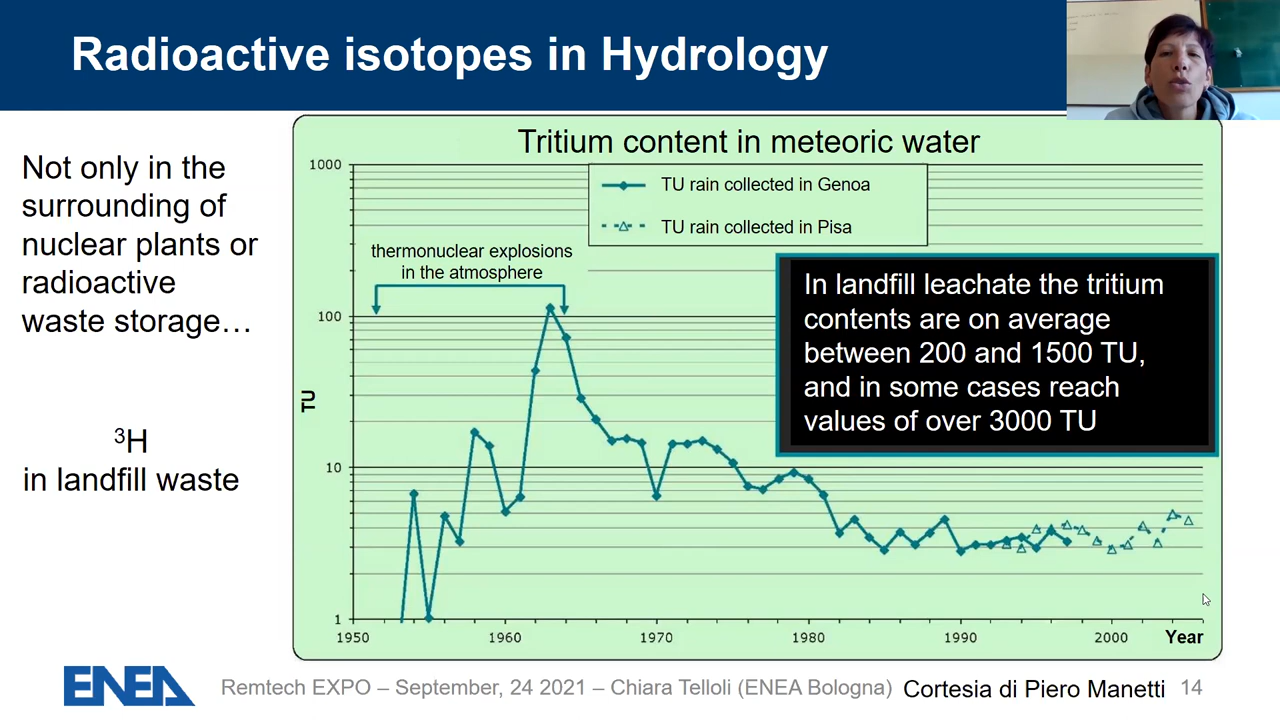 Radioactive isotopes in Hydrology
Not only in the
surrounding of
nuclear plants or
radioactive
waste storage…
³H
in landfill waste
Tritium content in meteoric water
TU rain collected in Genoa
TU rain collected in Pisa
thermonuclear explosions
in the atmosphere
In landfill leachate the tritium
contents are on average
between 200 and 1500 TU,
and in some cases reach
values of over 3000 TU
1000
100
TU
10
1
1950 1960 1970 1980 1990 2000 Year
ENEA
Remtech EXPO – September, 24 2021 – Chiara Telloli (ENEA Bologna) Cortesia di Piero Manetti 14